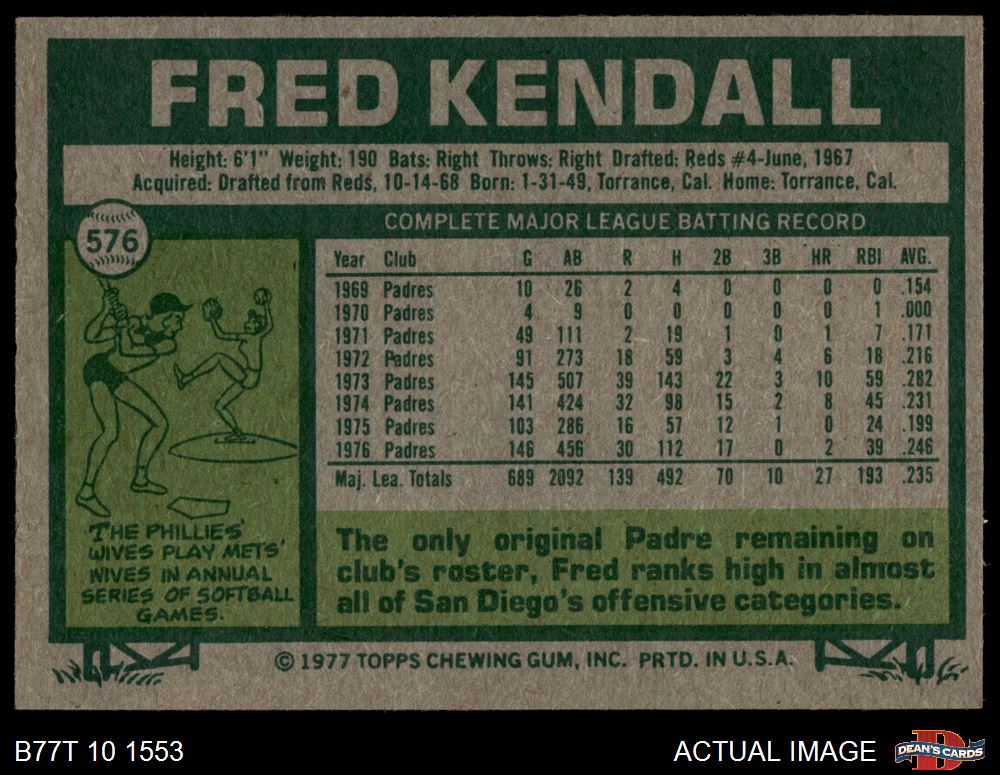 FRED KENDALL
Height: 6'1" Weight: 190 Bats: Right Throws: Right Drafted: Reds #4-June, 1967
Acquired: Drafted from Reds, 10-14-68 Born: 1-31-49, Torrance, Cal. Home: Torrance, Cal.
576
COMPLETE MAJOR LEAGUE BATTING RECORD
Year Club G AB R H 2B 3B HR RBI AVG.
1969 Padres 10 26 2 4 0 0 0 0 .154
1970 Padres 4 9 0 0 0 0 0 1 .000
1971 Padres 49 111 2 19 1 0 1 7 .171
1972 Padres 91 273 18 59 3 4 6 18 .216
1973 Padres 145 507 39 143 22 3 10 59 .282
1974 Padres 141 424 32 98 15 2 8 45 .231
1975 Padres 103 286 16 57 12 1 0 24 .199
1976 Padres 146 456 30 112 17 0 2 39 .246
Maj. Lea. Totals 689 2092 139 492 70 10 27 193 .235
THE PHILLIES'
WIVES PLAY METS'
WIVES IN ANNUAL
SERIES OF SOFTBALL
GAMES.
The only original Padre remaining on
club's roster, Fred ranks high in almost
all of San Diego's offensive categories.
© 1977 TOPPS CHEWING GUM, INC. PRTD. IN U.S.A.
B77T 10 1553
ACTUAL IMAGE
D
DEAN'S CARDS